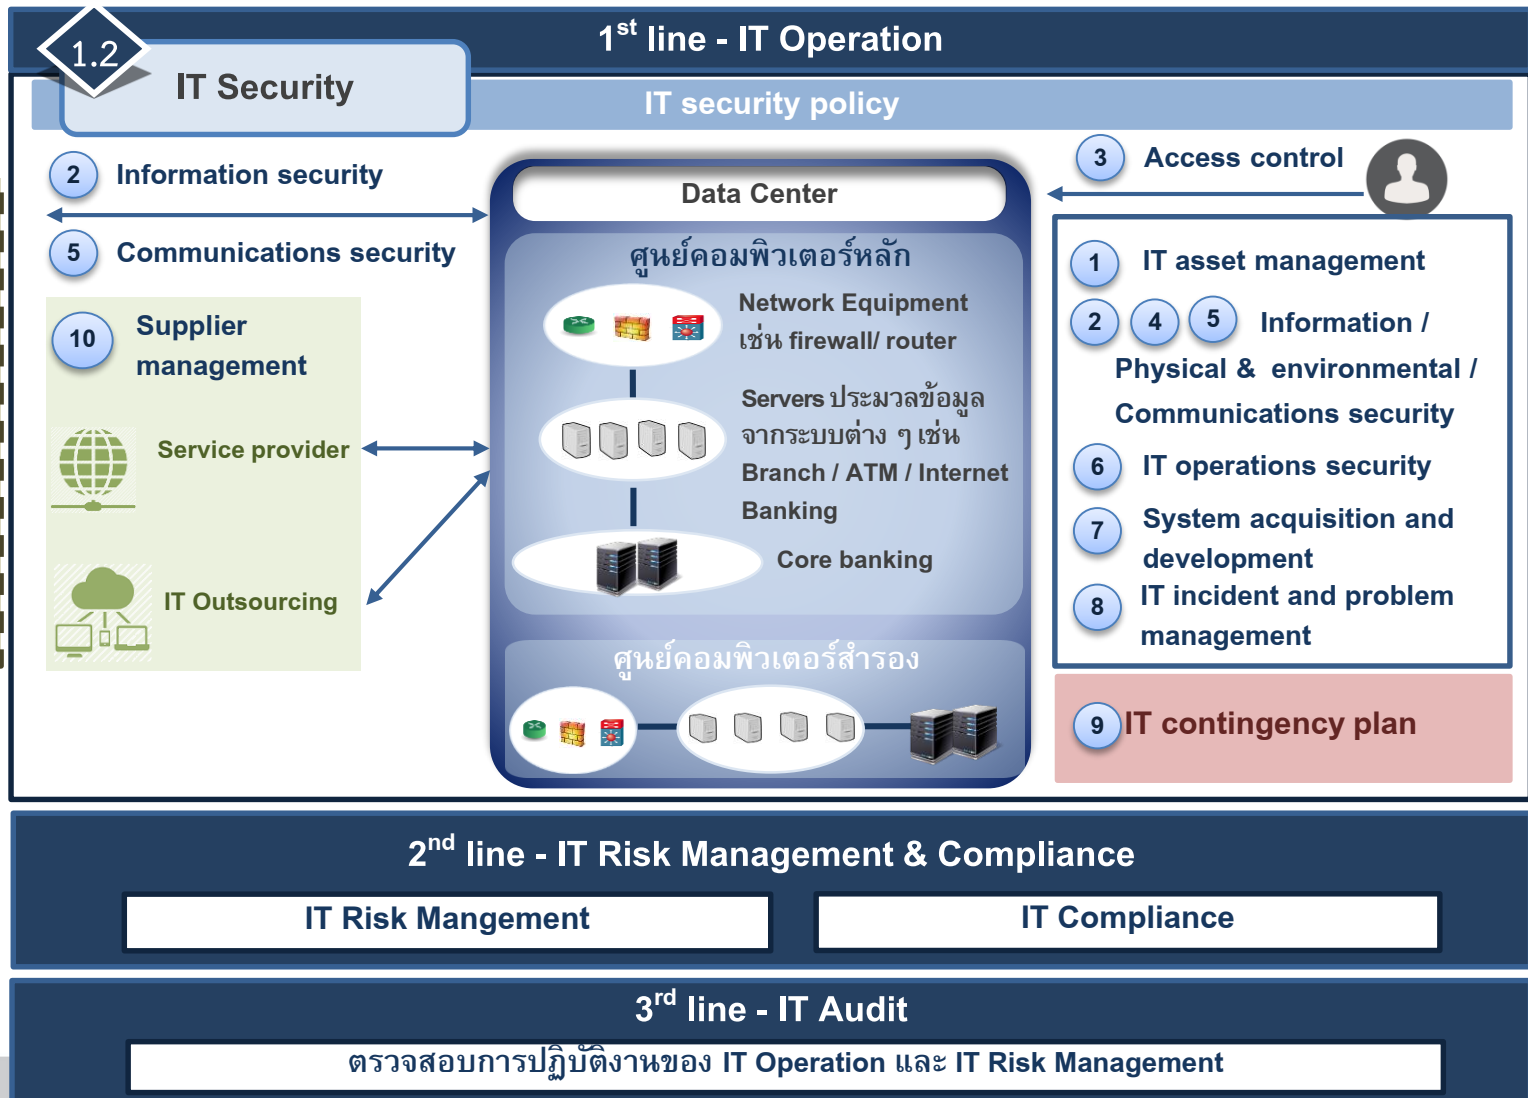 1st line - IT Operation
1.2
IT Security
IT security policy
2 Information security
5 Communications security
10 Supplier
management
Service provider
IT Outsourcing
Data Center
ศูนย์คอมพิวเตอร์หลัก
Network Equipment
เช่น firewall/ router
Servers ประมวลข้อมูล
จากระบบต่าง ๆ เช่น
Branch / ATM / Internet
Banking
Core banking
ศูนย์คอมพิวเตอร์สำรอง
3 Access control
1 IT asset management
2 4 5 Information /
Physical & environmental /
Communications security
6 IT operations security
7 System acquisition and
development
8 IT incident and problem
management
9 IT contingency plan
2nd line - IT Risk Management & Compliance
IT Risk Mangement
IT Compliance
3rd line - IT Audit
ตรวจสอบการปฏิบัติงานของ IT Operation และ IT Risk Management